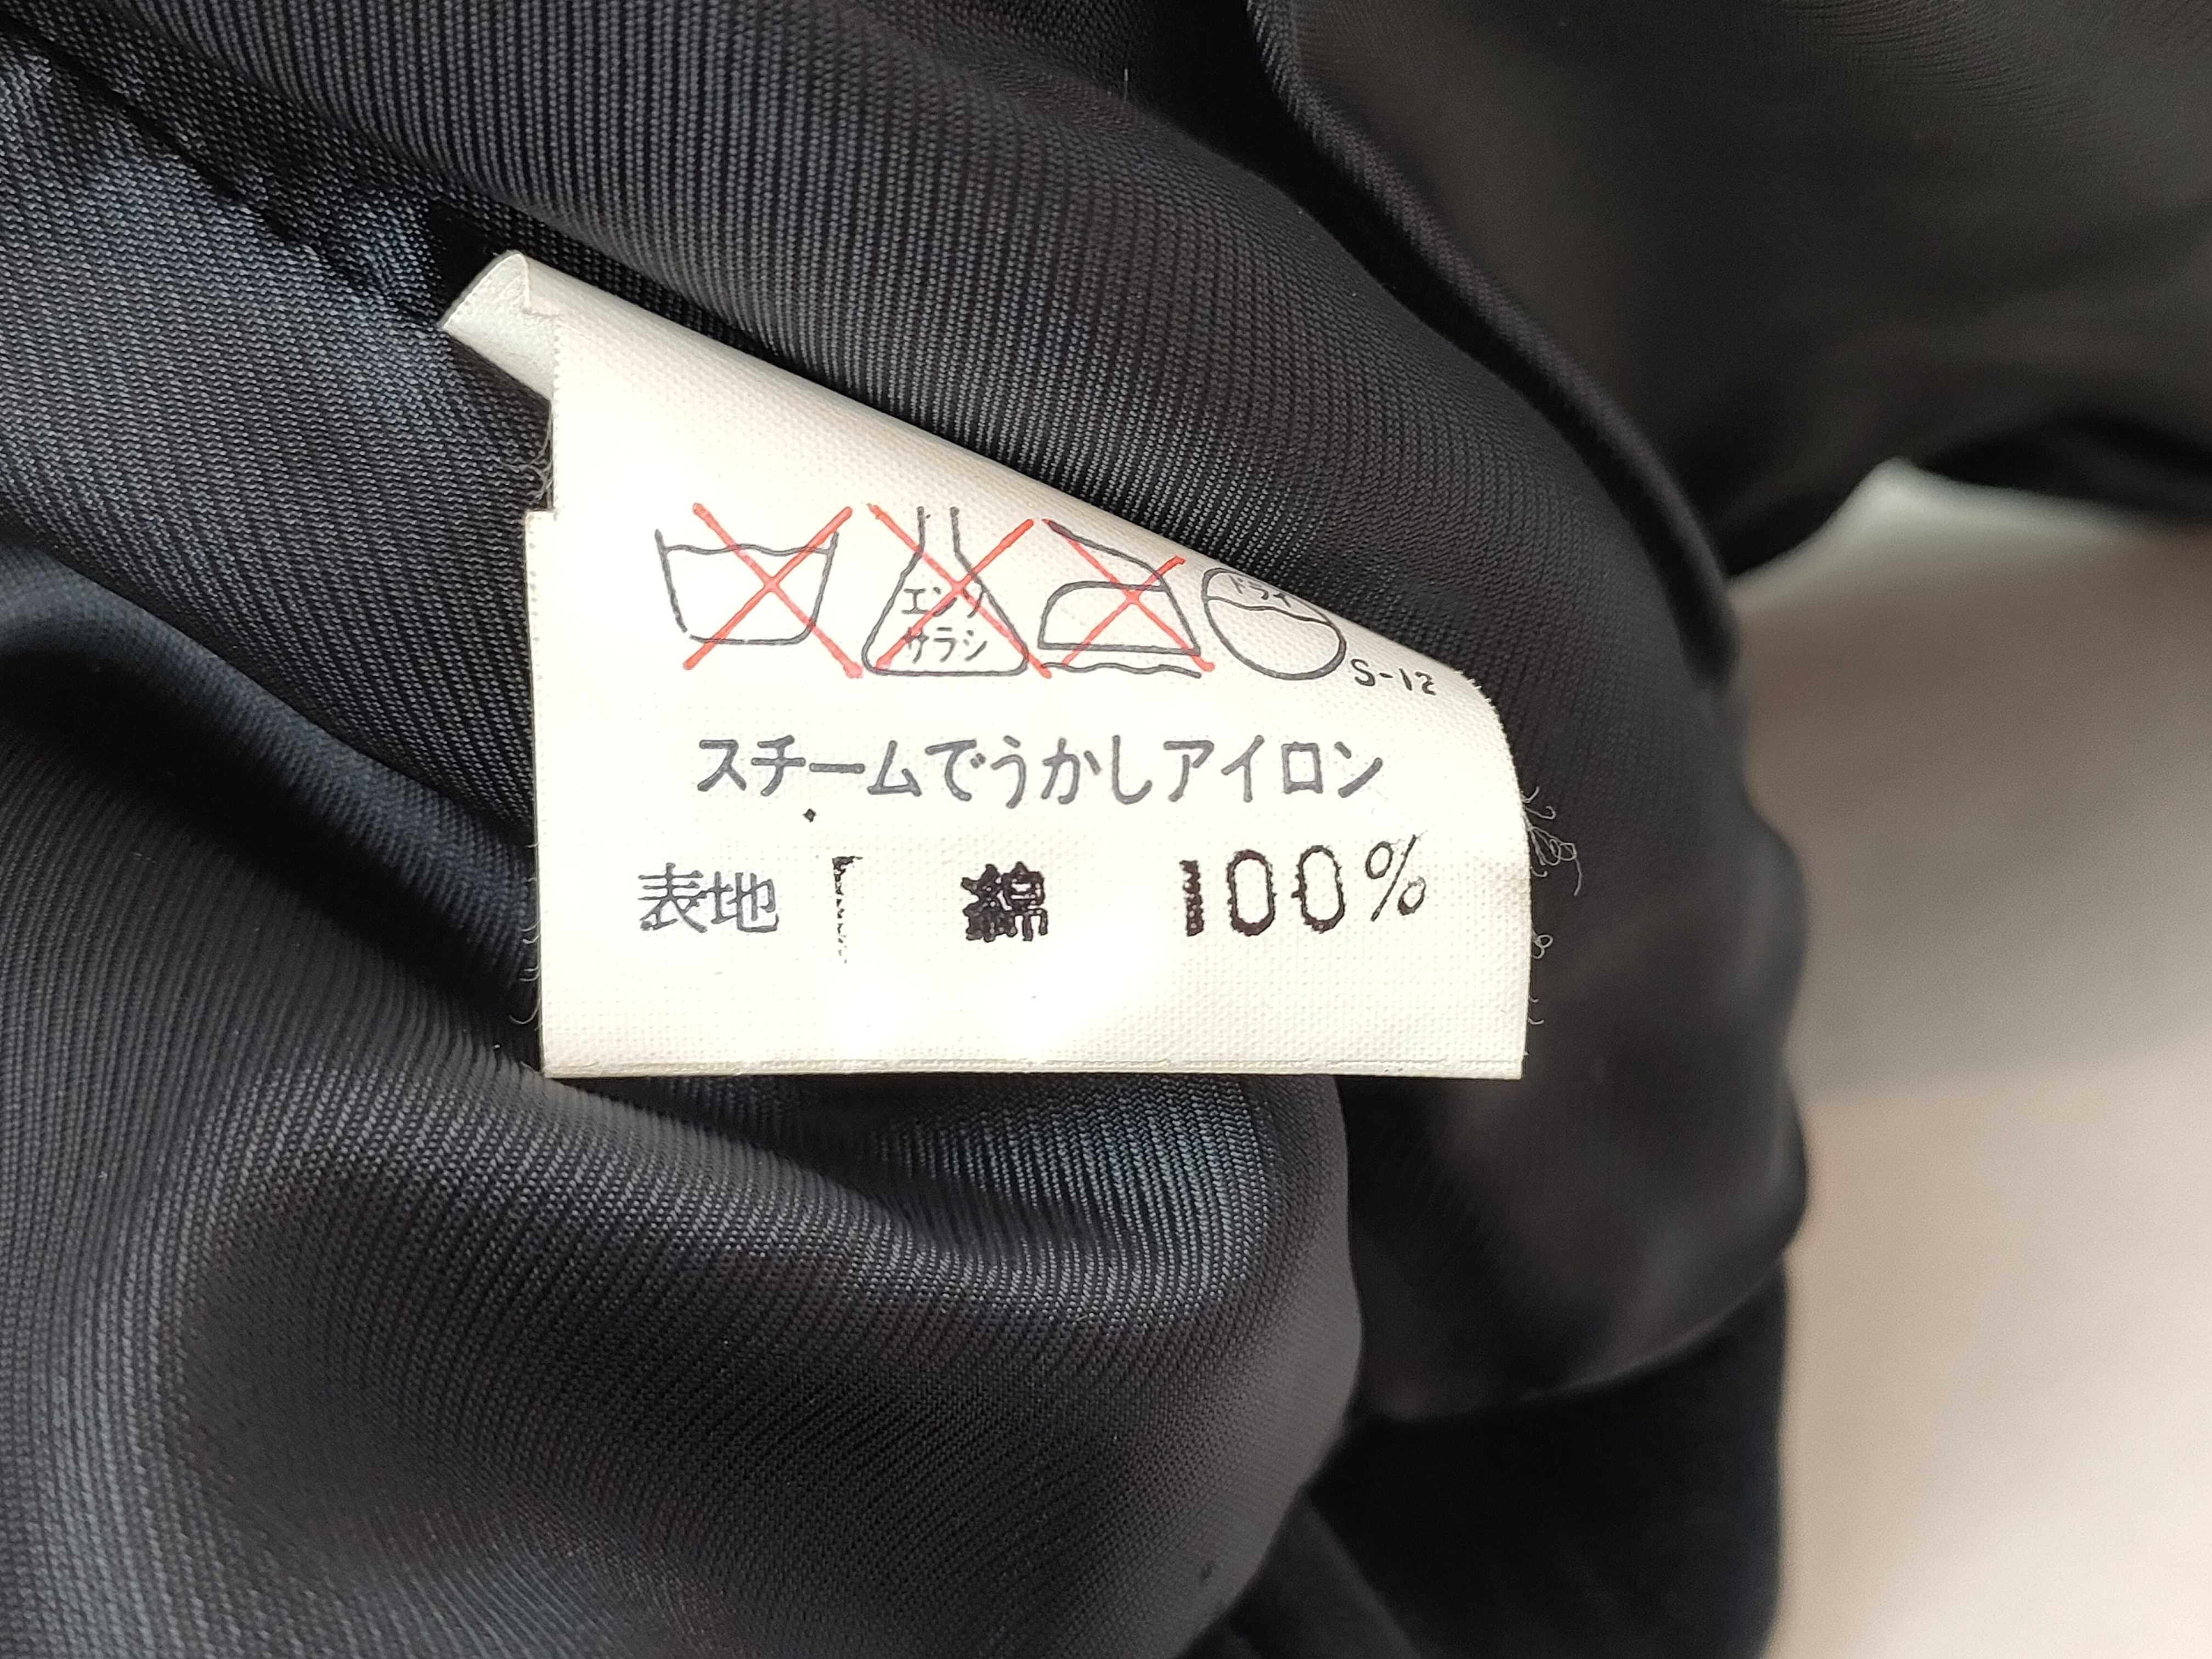 エンソ
サラシ
ドライ
S-12
スチームでうかしアイロン
表地 綿 100%